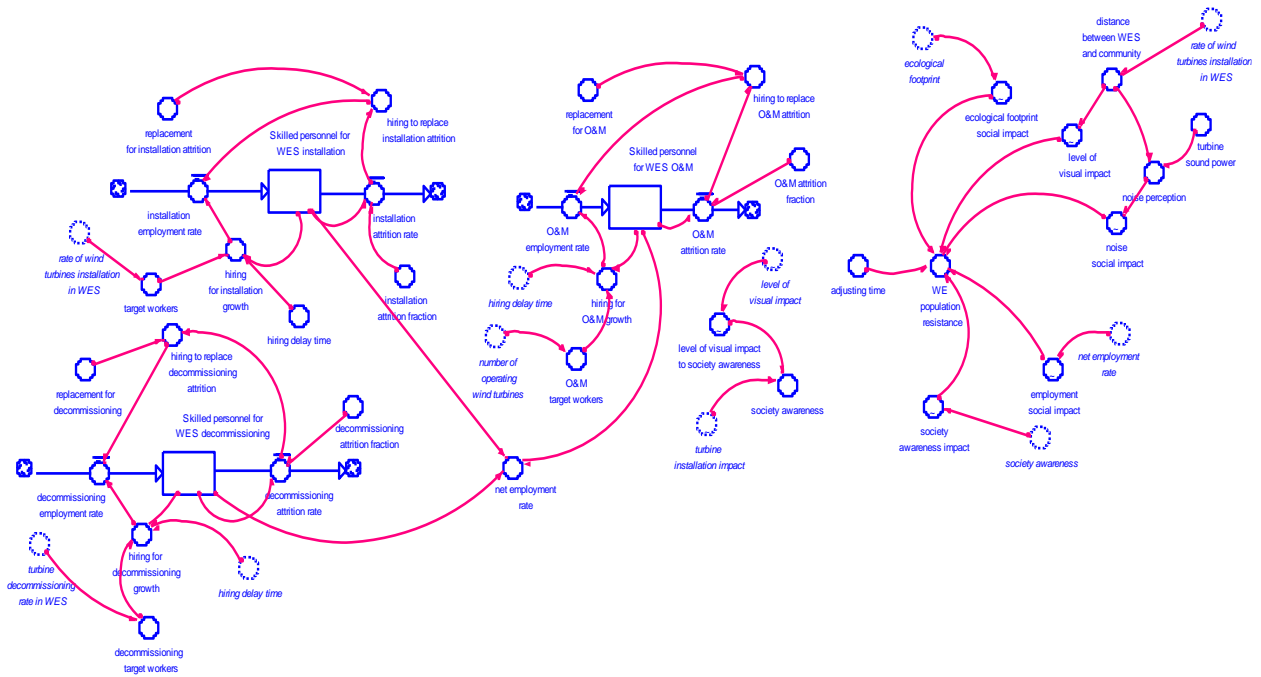 replacement
for installation attrition
hiring to replace
installation attrition
Skilled personnel for
WES installation
installation
employment rate
installation
attrition rate
rate of wind
turbines installation
in WES
target workers
hiring
for installation
growth
installation
attrition fraction
hiring delay time
replacement
for O&M
hiring to replace
O&M attrition
Skilled personnel
for WES O&M
O&M attrition
fraction
O&M
employment rate
O&M
attrition rate
hiring delay time
hiring for
O&M growth
number of
operating
wind turbines
O&M
target workers
level of
visual impact
level of visual impact
to society awareness
society awareness
turbine
installation impact
hiring to replace
decommissioning
attrition
replacement for
decommissioning
Skilled personnel for
WES decommissioning
decommissioning
attrition fraction
decommissioning
employment rate
decommissioning
attrition rate
net employment
rate
turbine
decommissioning
rate in WES
hiring for
decommissioning
growth
hiring delay time
decommissioning
target workers
ecological
footprint
distance
between WES
and community
rate of wind
turbines installation
in WES
ecological footprint
social impact
level of
visual impact
turbine
sound power
noise perception
noise
social impact
adjusting time
WE
population
resistance
net employment
rate
employment
social impact
society
awareness impact
society awareness